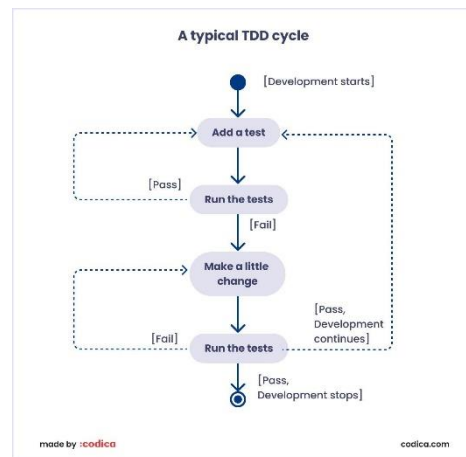 A typical TDD cycle
[Development starts]
Add a test
[Pass]
Run the tests
[Fail]
Make a little
change
[Pass,
Development
continues]
[Fail]
Run the tests
[Pass,
Development stops]
made by :codica
codica.com